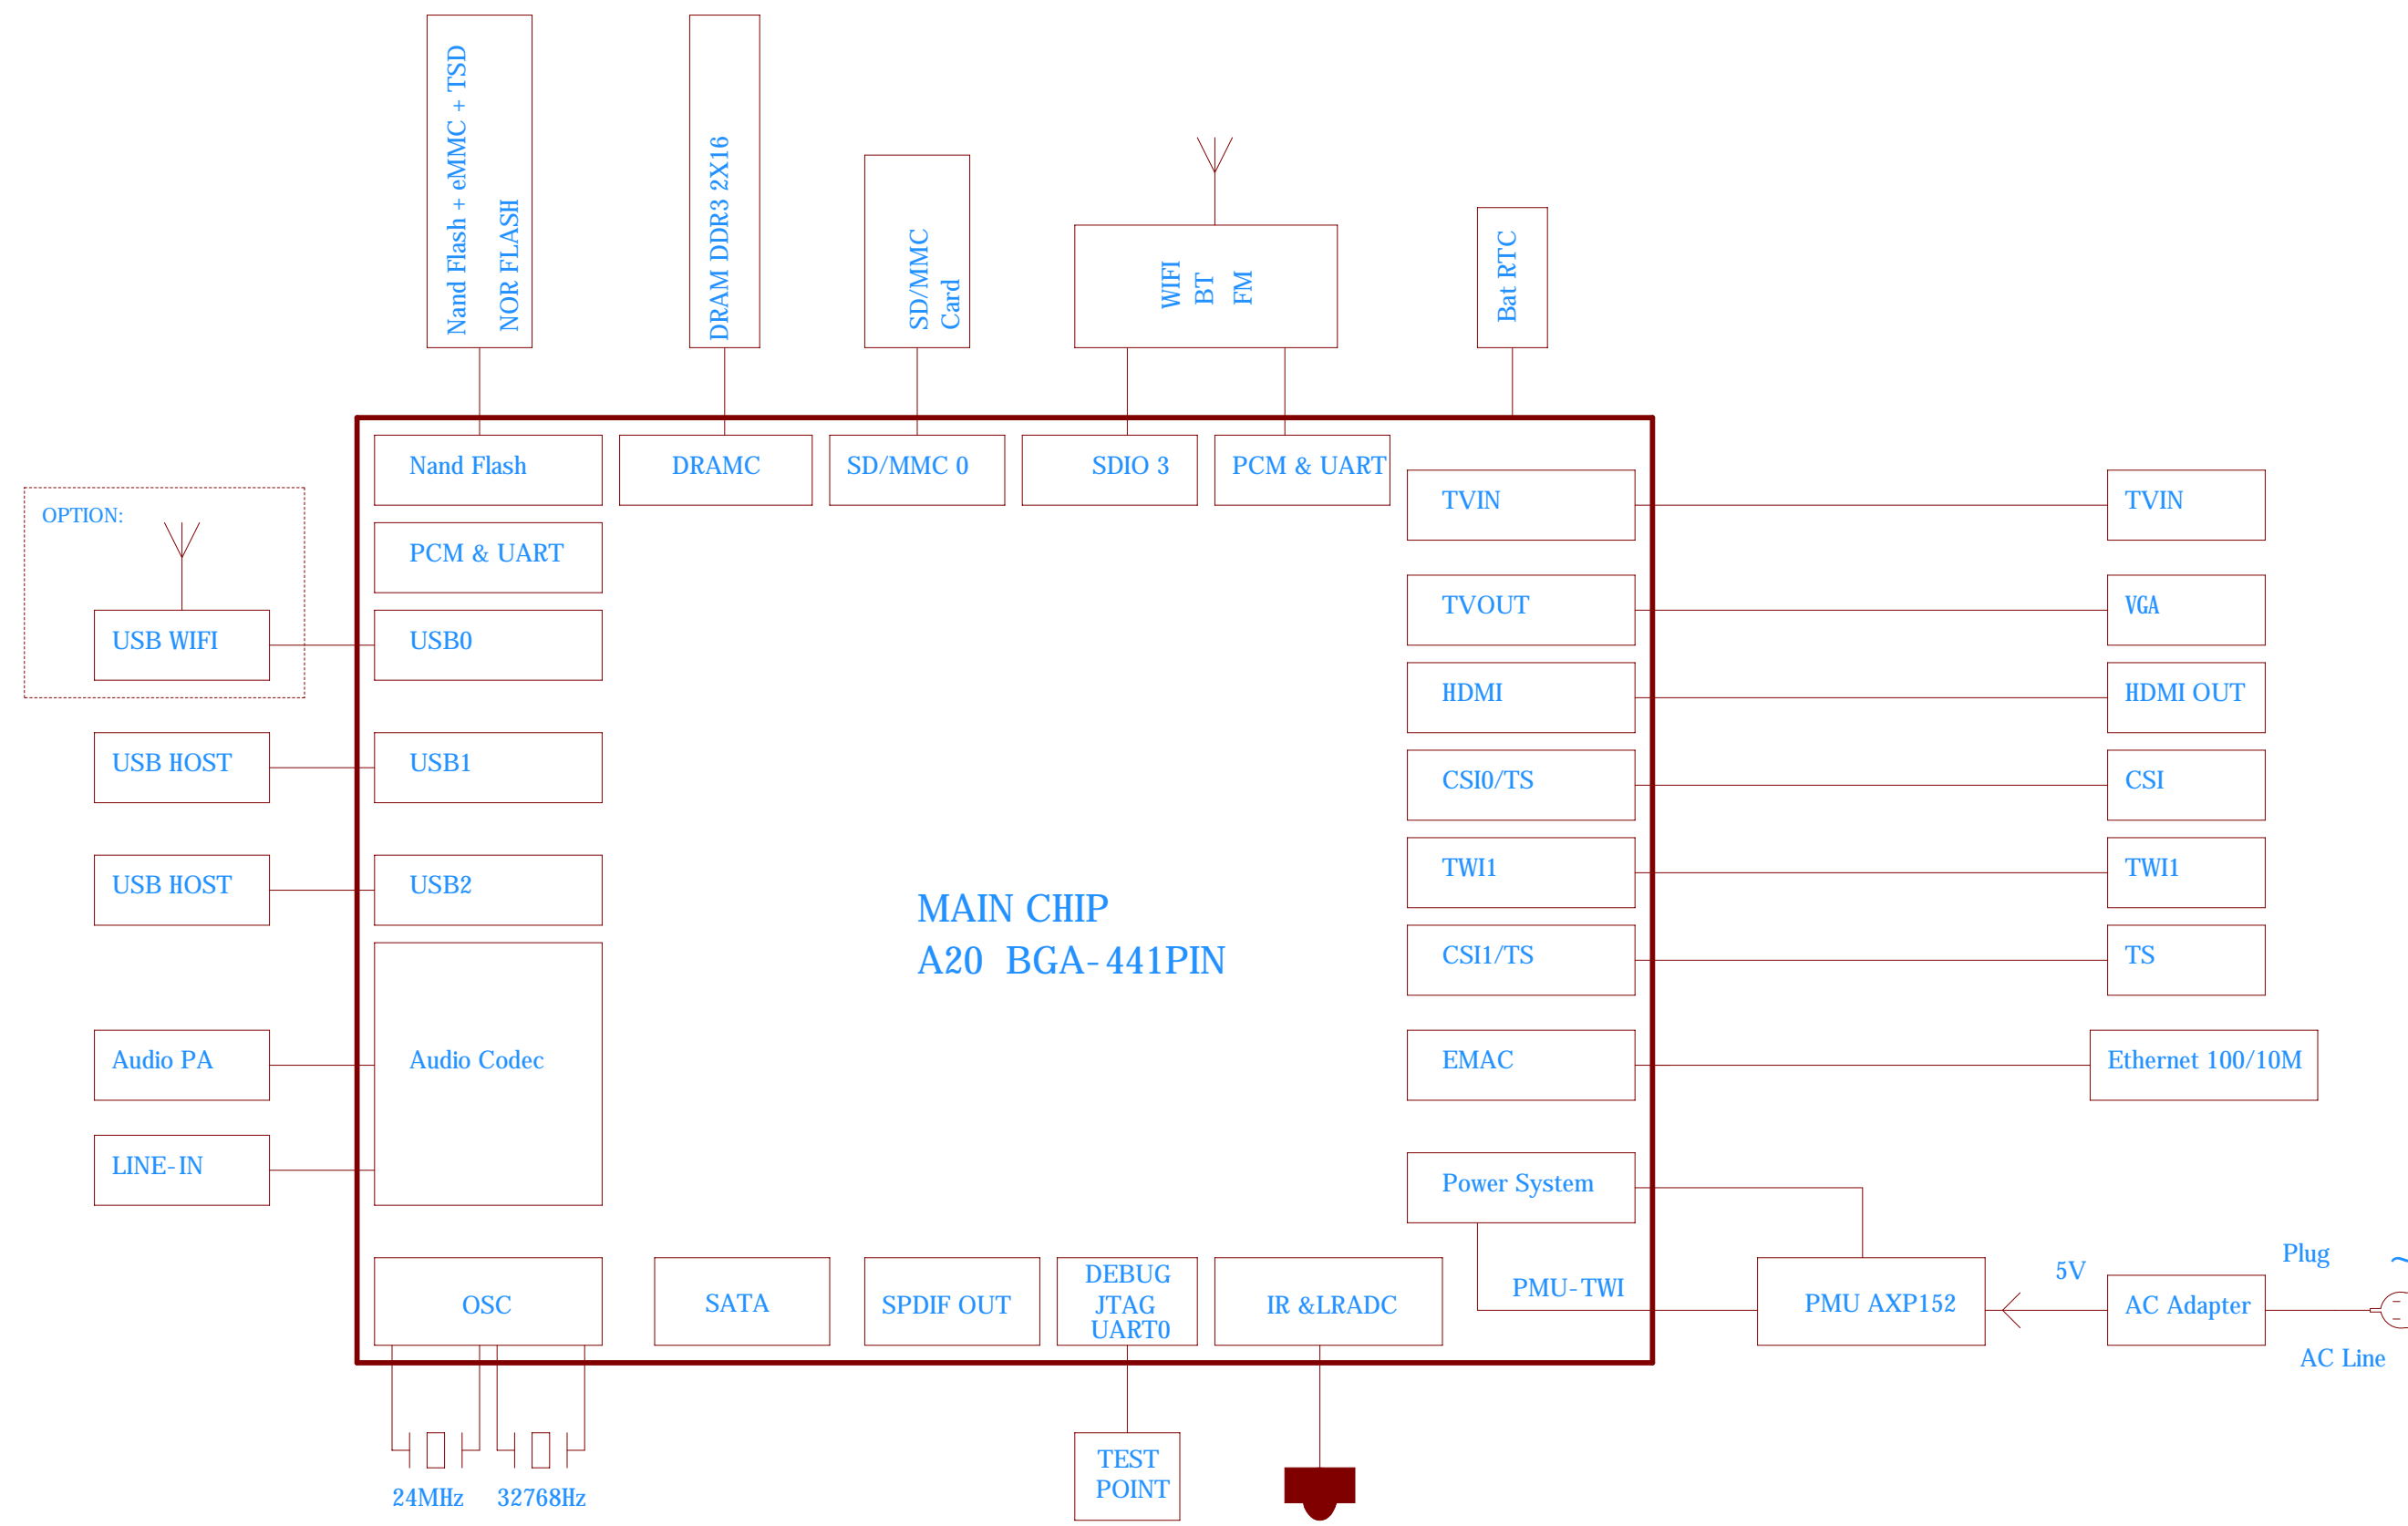 Nand Flash + eMMC + TSD
NOR FLASH
DRAM DDR3 2X16
SD/MMC
Card
WIFI
BT
FM
Bat RTC
Nand Flash
DRAMC
SD/MMC 0
SDIO 3
PCM & UART
TVIN
TVIN
OPTION:
PCM & UART
TVOUT
VGA
USB WIFI
USB0
HDMI
HDMI OUT
USB HOST
USB1
CSI0/TS
CSI
USB HOST
USB2
TWI1
TWI1
MAIN CHIP
A20 BGA-441PIN
CSI1/TS
TS
Audio PA
Audio Codec
EMAC
Ethernet 100/10M
LINE-IN
Power System
OSC
SATA
SPDIF OUT
DEBUG
JTAG
UART0
IR &LRADC
PMU-TWI
PMU AXP152
5V
AC Adapter
Plug
~
AC Line
24MHz
32768Hz
TEST
POINT